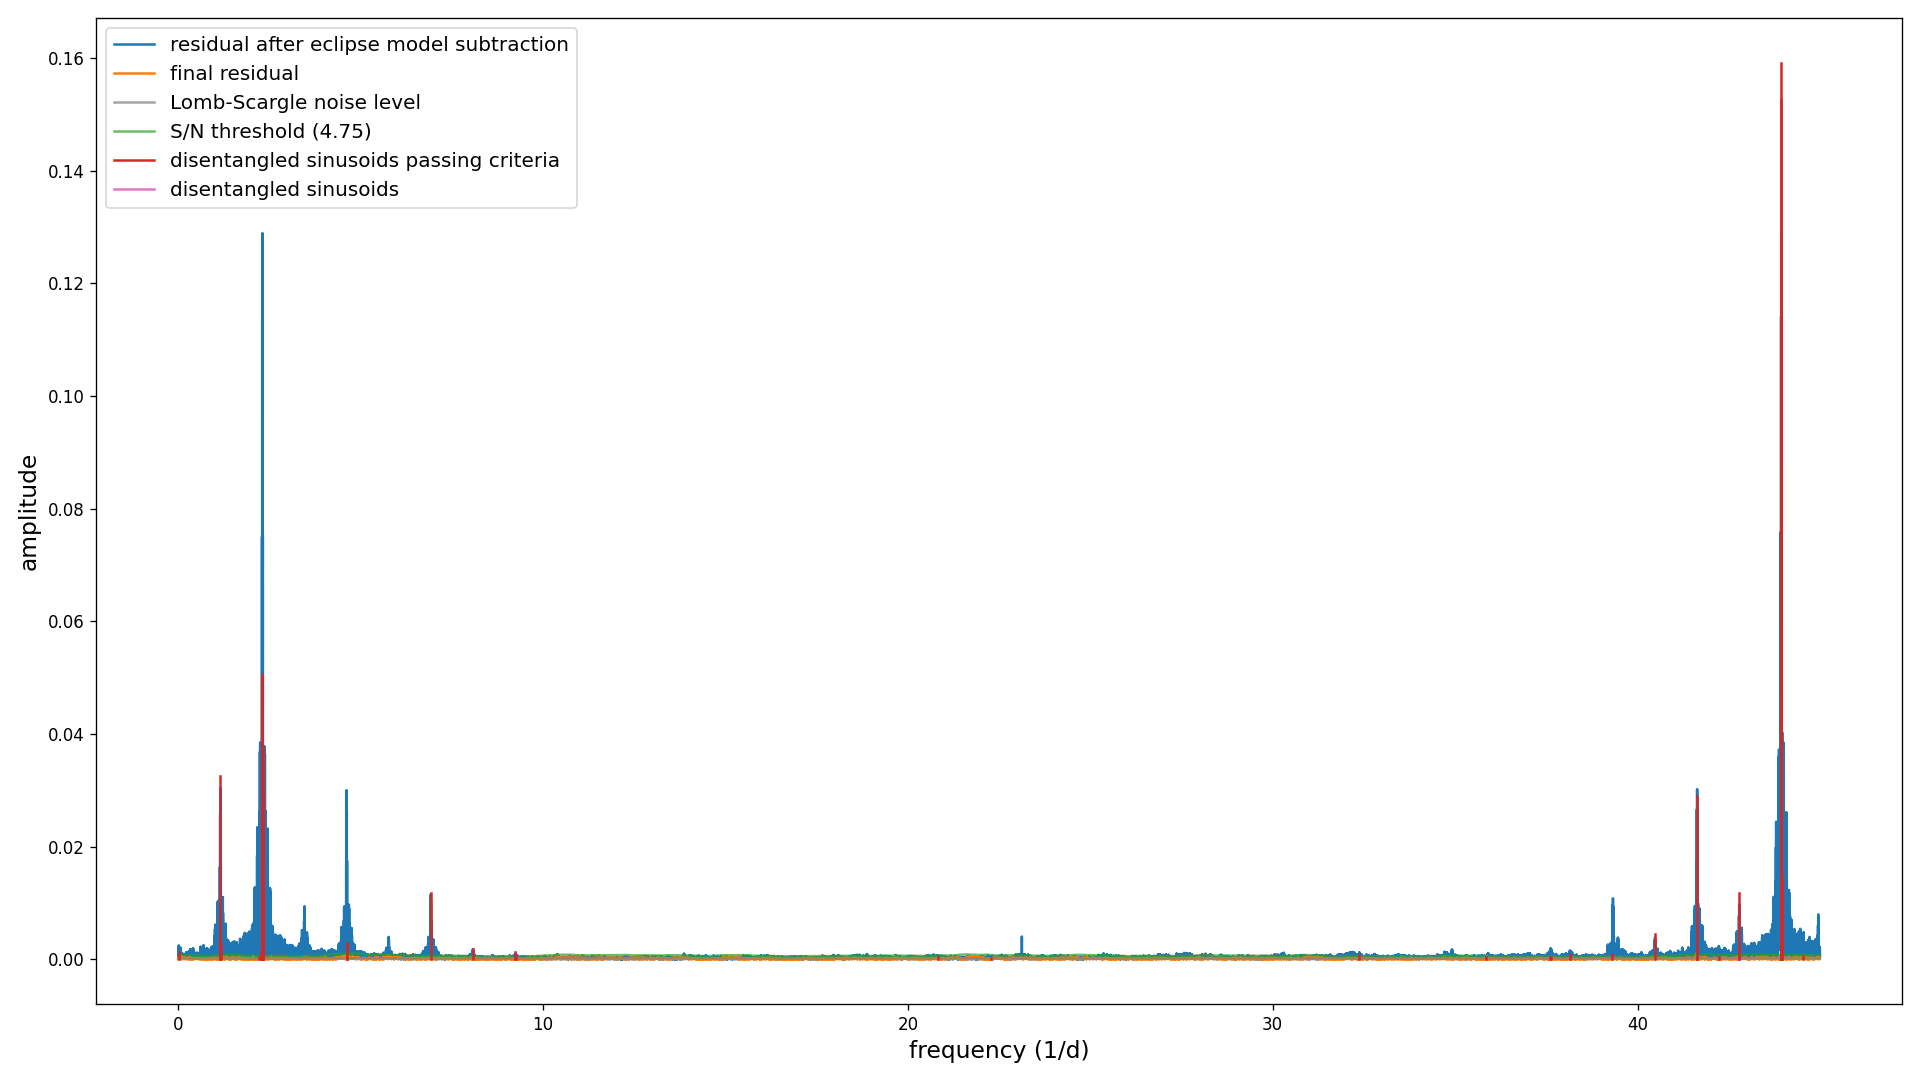 residual after eclipse model subtraction
final residual
Lomb-Scargle noise level
S/N threshold (4.75)
disentangled sinusoids passing criteria
disentangled sinusoids
0.16
0.14
0.12
0.10
0.08
0.06
0.04
0.02
0.00
amplitude
0 10 20 30 40
frequency (1/d)